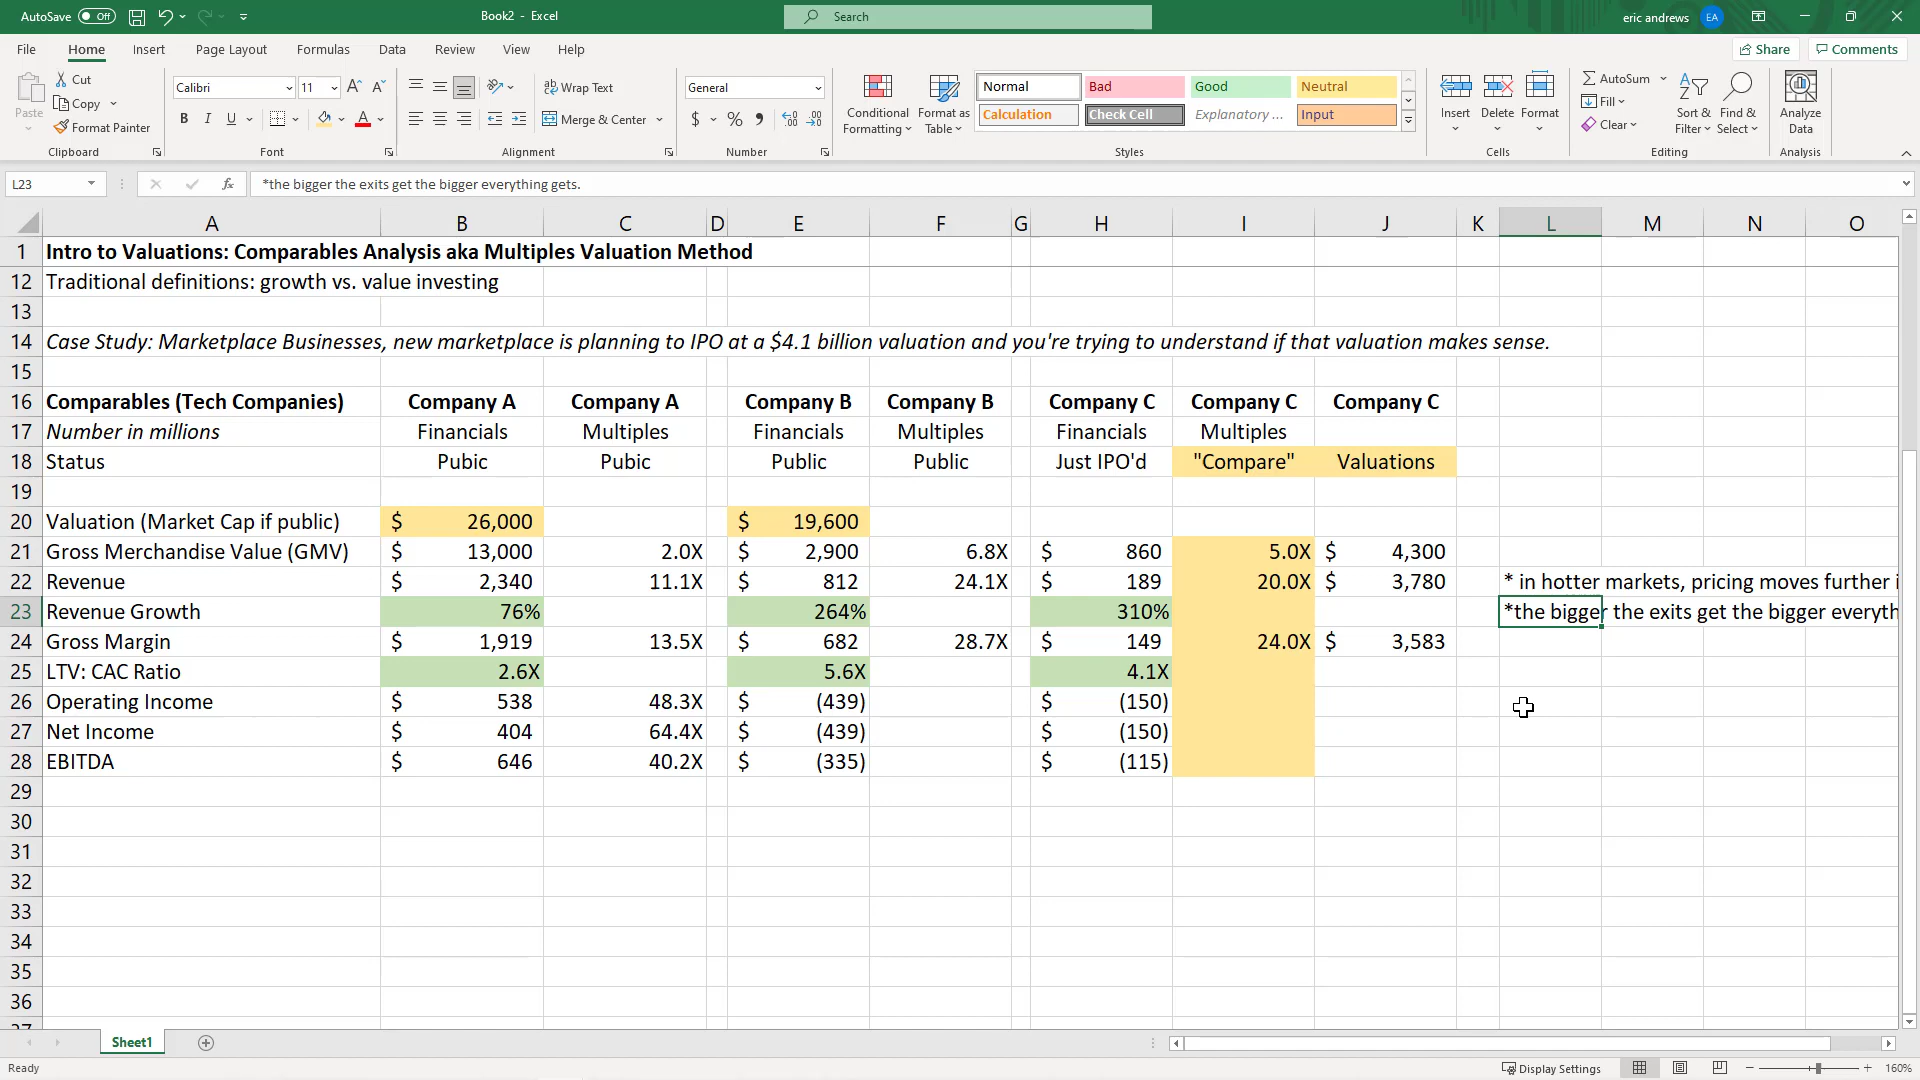 AutoSave Off Book2 - Excel Search eric andrews EA
File Home Insert Page Layout Formulas Data Review View Help Share Comments
Paste Cut Copy Format Painter Clipboard
Calibri 11 A A B I U A Font
ab Wrap Text Merge & Center Alignment
General $ % 9 Number
Conditional Formatting Format as Table
Normal Bad Good Neutral
Calculation Check Cell Explanatory ... Input
Styles
Insert Delete Format Cells
AutoSum Fill Clear Sort & Filter Find & Select Editing
Analyze Data Analysis
L23 fx *the bigger the exits get the bigger everything gets.
A B C D E F G H I J K L M N O
1 Intro to Valuations: Comparables Analysis aka Multiples Valuation Method
12 Traditional definitions: growth vs. value investing
13
14 Case Study: Marketplace Businesses, new marketplace is planning to IPO at a $4.1 billion valuation and you're trying to understand if that valuation makes sense.
15
16 Comparables (Tech Companies) Company A Company A Company B Company B Company C Company C Company C
17 Number in millions Financials Multiples Financials Multiples Financials Multiples
18 Status Pubic Pubic Public Public Just IPO'd "Compare" Valuations
19
20 Valuation (Market Cap if public) $ 26,000 $ 19,600
21 Gross Merchandise Value (GMV) $ 13,000 2.0X $ 2,900 6.8X $ 860 5.0X $ 4,300
22 Revenue $ 2,340 11.1X $ 812 24.1X $ 189 20.0X $ 3,780 * in hotter markets, pricing moves further i
23 Revenue Growth 76% 264% 310% *the bigger the exits get the bigger everyth
24 Gross Margin $ 1,919 13.5X $ 682 28.7X $ 149 24.0X $ 3,583
25 LTV: CAC Ratio 2.6X 5.6X 4.1X
26 Operating Income $ 538 48.3X $ (439) $ (150)
27 Net Income $ 404 64.4X $ (439) $ (150)
28 EBITDA $ 646 40.2X $ (335) $ (115)
29
30
31
32
33
34
35
36
Sheet1
Ready Display Settings 160%